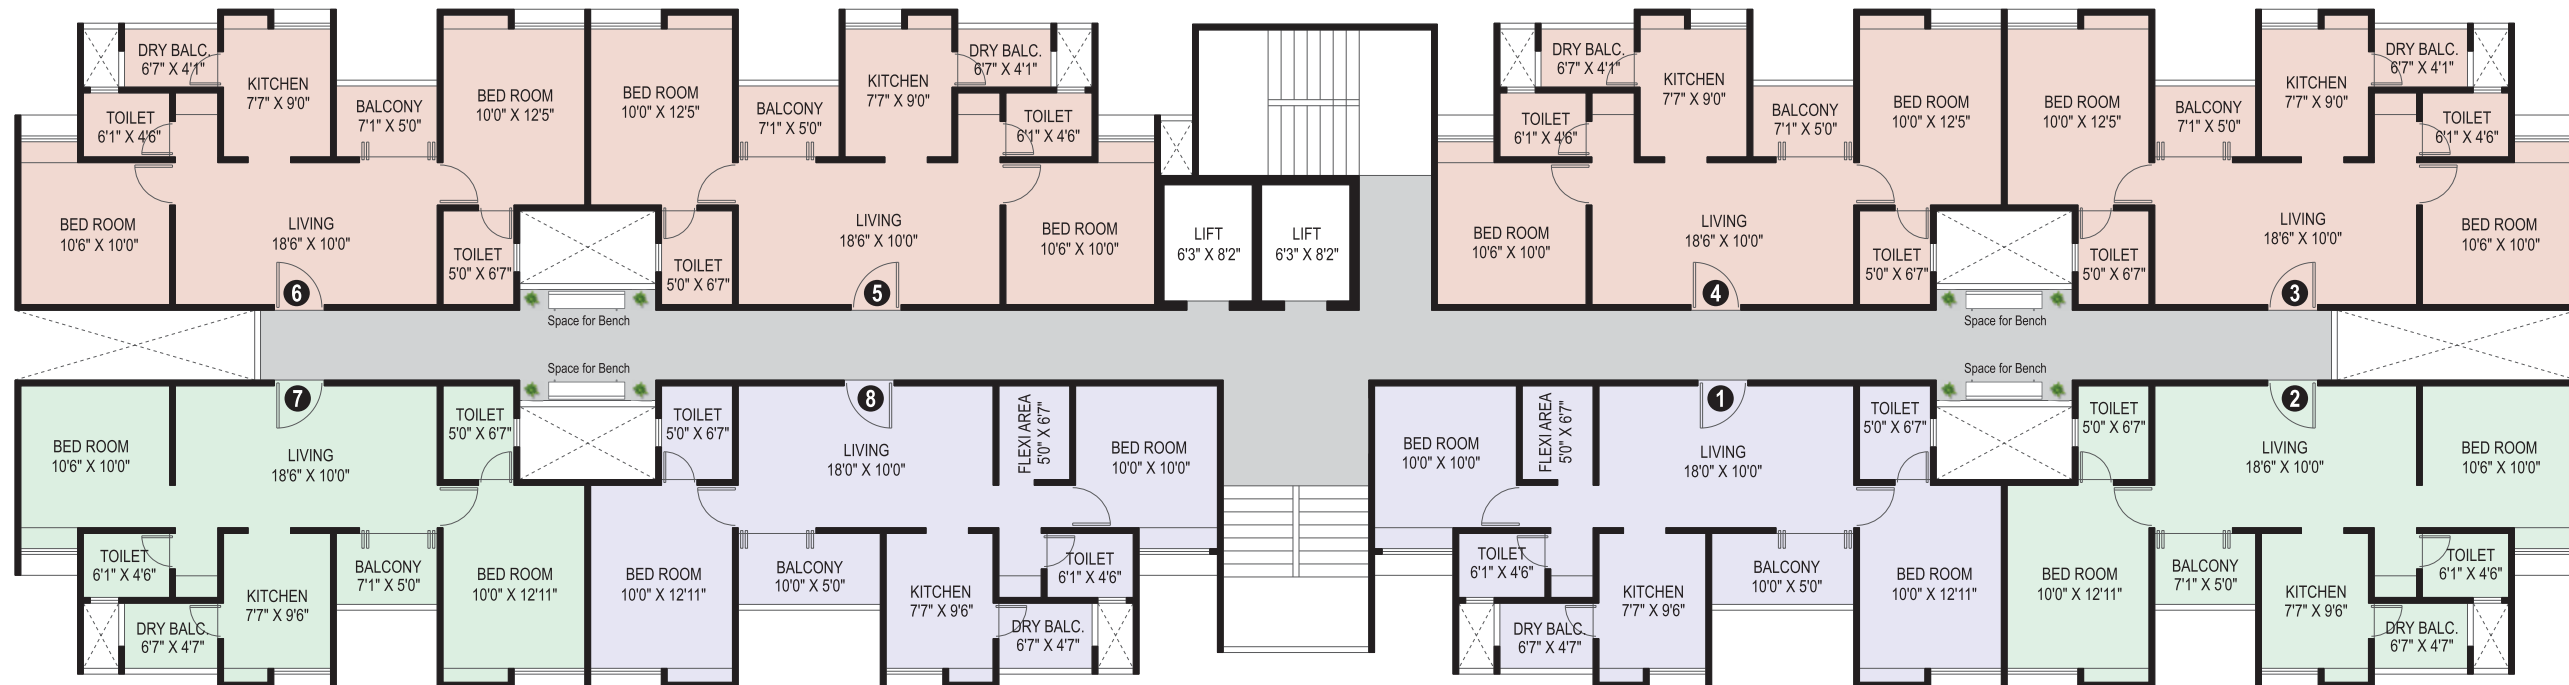 DRY BALC.
6'7" X 4'1"
KITCHEN
7'7" X 9'0"
TOILET
6'1" X 4'6"
BALCONY
7'1" X 5'0"
BED ROOM
10'0" X 12'5"
BED ROOM
10'6" X 10'0"
LIVING
18'6" X 10'0"
TOILET
5'0" X 6'7"
6
BED ROOM
10'0" X 12'5"
BALCONY
7'1" X 5'0"
KITCHEN
7'7" X 9'0"
DRY BALC.
6'7" X 4'1"
TOILET
6'1" X 4'6"
TOILET
5'0" X 6'7"
LIVING
18'6" X 10'0"
BED ROOM
10'6" X 10'0"
5
Space for Bench
LIFT
6'3" X 8'2"
LIFT
6'3" X 8'2"
DRY BALC.
6'7" X 4'1"
KITCHEN
7'7" X 9'0"
TOILET
6'1" X 4'6"
BALCONY
7'1" X 5'0"
BED ROOM
10'0" X 12'5"
BED ROOM
10'6" X 10'0"
LIVING
18'6" X 10'0"
TOILET
5'0" X 6'7"
4
BED ROOM
10'0" X 12'5"
BALCONY
7'1" X 5'0"
KITCHEN
7'7" X 9'0"
DRY BALC.
6'7" X 4'1"
TOILET
6'1" X 4'6"
TOILET
5'0" X 6'7"
LIVING
18'6" X 10'0"
BED ROOM
10'6" X 10'0"
3
Space for Bench
Space for Bench
7
BED ROOM
10'6" X 10'0"
LIVING
18'6" X 10'0"
TOILET
5'0" X 6'7"
TOILET
6'1" X 4'6"
KITCHEN
7'7" X 9'6"
BALCONY
7'1" X 5'0"
BED ROOM
10'0" X 12'11"
DRY BALC.
6'7" X 4'7"
8
TOILET
5'0" X 6'7"
LIVING
18'0" X 10'0"
FLEXI AREA
5'0" X 6'7"
BED ROOM
10'0" X 10'0"
BED ROOM
10'0" X 12'11"
BALCONY
10'0" X 5'0"
KITCHEN
7'7" X 9'6"
TOILET
6'1" X 4'6"
DRY BALC.
6'7" X 4'7"
Space for Bench
1
BED ROOM
10'0" X 10'0"
FLEXI AREA
5'0" X 6'7"
LIVING
18'0" X 10'0"
TOILET
5'0" X 6'7"
TOILET
6'1" X 4'6"
KITCHEN
7'7" X 9'6"
BALCONY
10'0" X 5'0"
BED ROOM
10'0" X 12'11"
DRY BALC.
6'7" X 4'7"
2
TOILET
5'0" X 6'7"
LIVING
18'6" X 10'0"
BED ROOM
10'6" X 10'0"
BED ROOM
10'0" X 12'11"
BALCONY
7'1" X 5'0"
KITCHEN
7'7" X 9'6"
TOILET
6'1" X 4'6"
DRY BALC.
6'7" X 4'7"